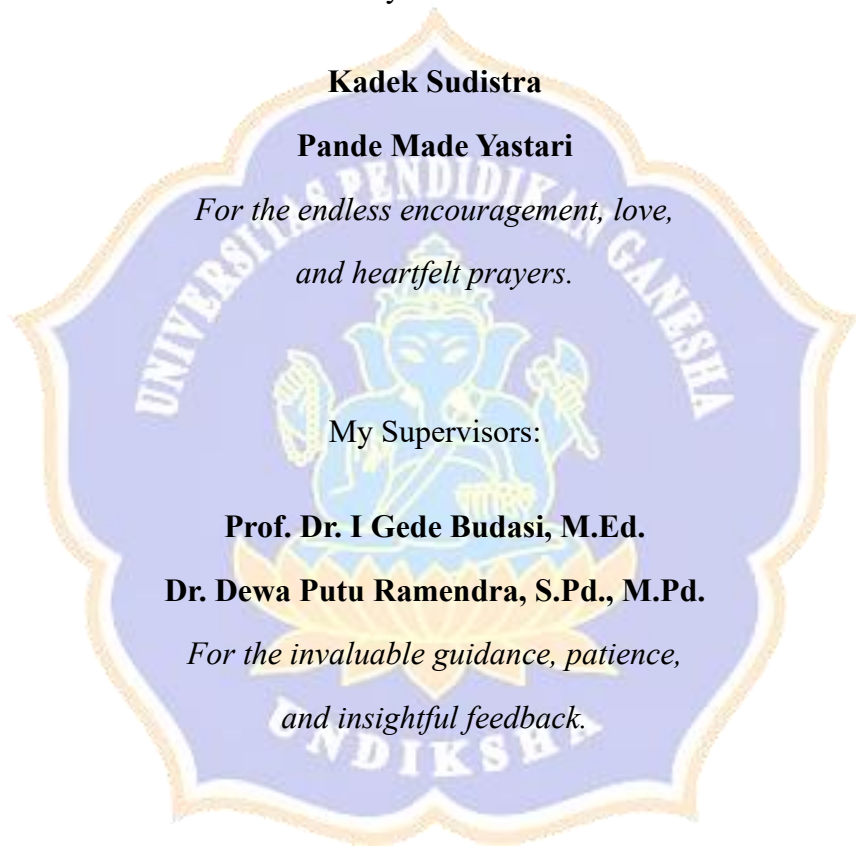 Kadek Sudistra
Pande Made Yastari
For the endless encouragement, love,
and heartfelt prayers.
UNIVERSITAS PENDIDIKAN GANESHA
My Supervisors:
Prof. Dr. I Gede Budasi, M.Ed.
Dr. Dewa Putu Ramendra, S.Pd., M.Pd.
For the invaluable guidance, patience,
and insightful feedback.
UNDIKSHA